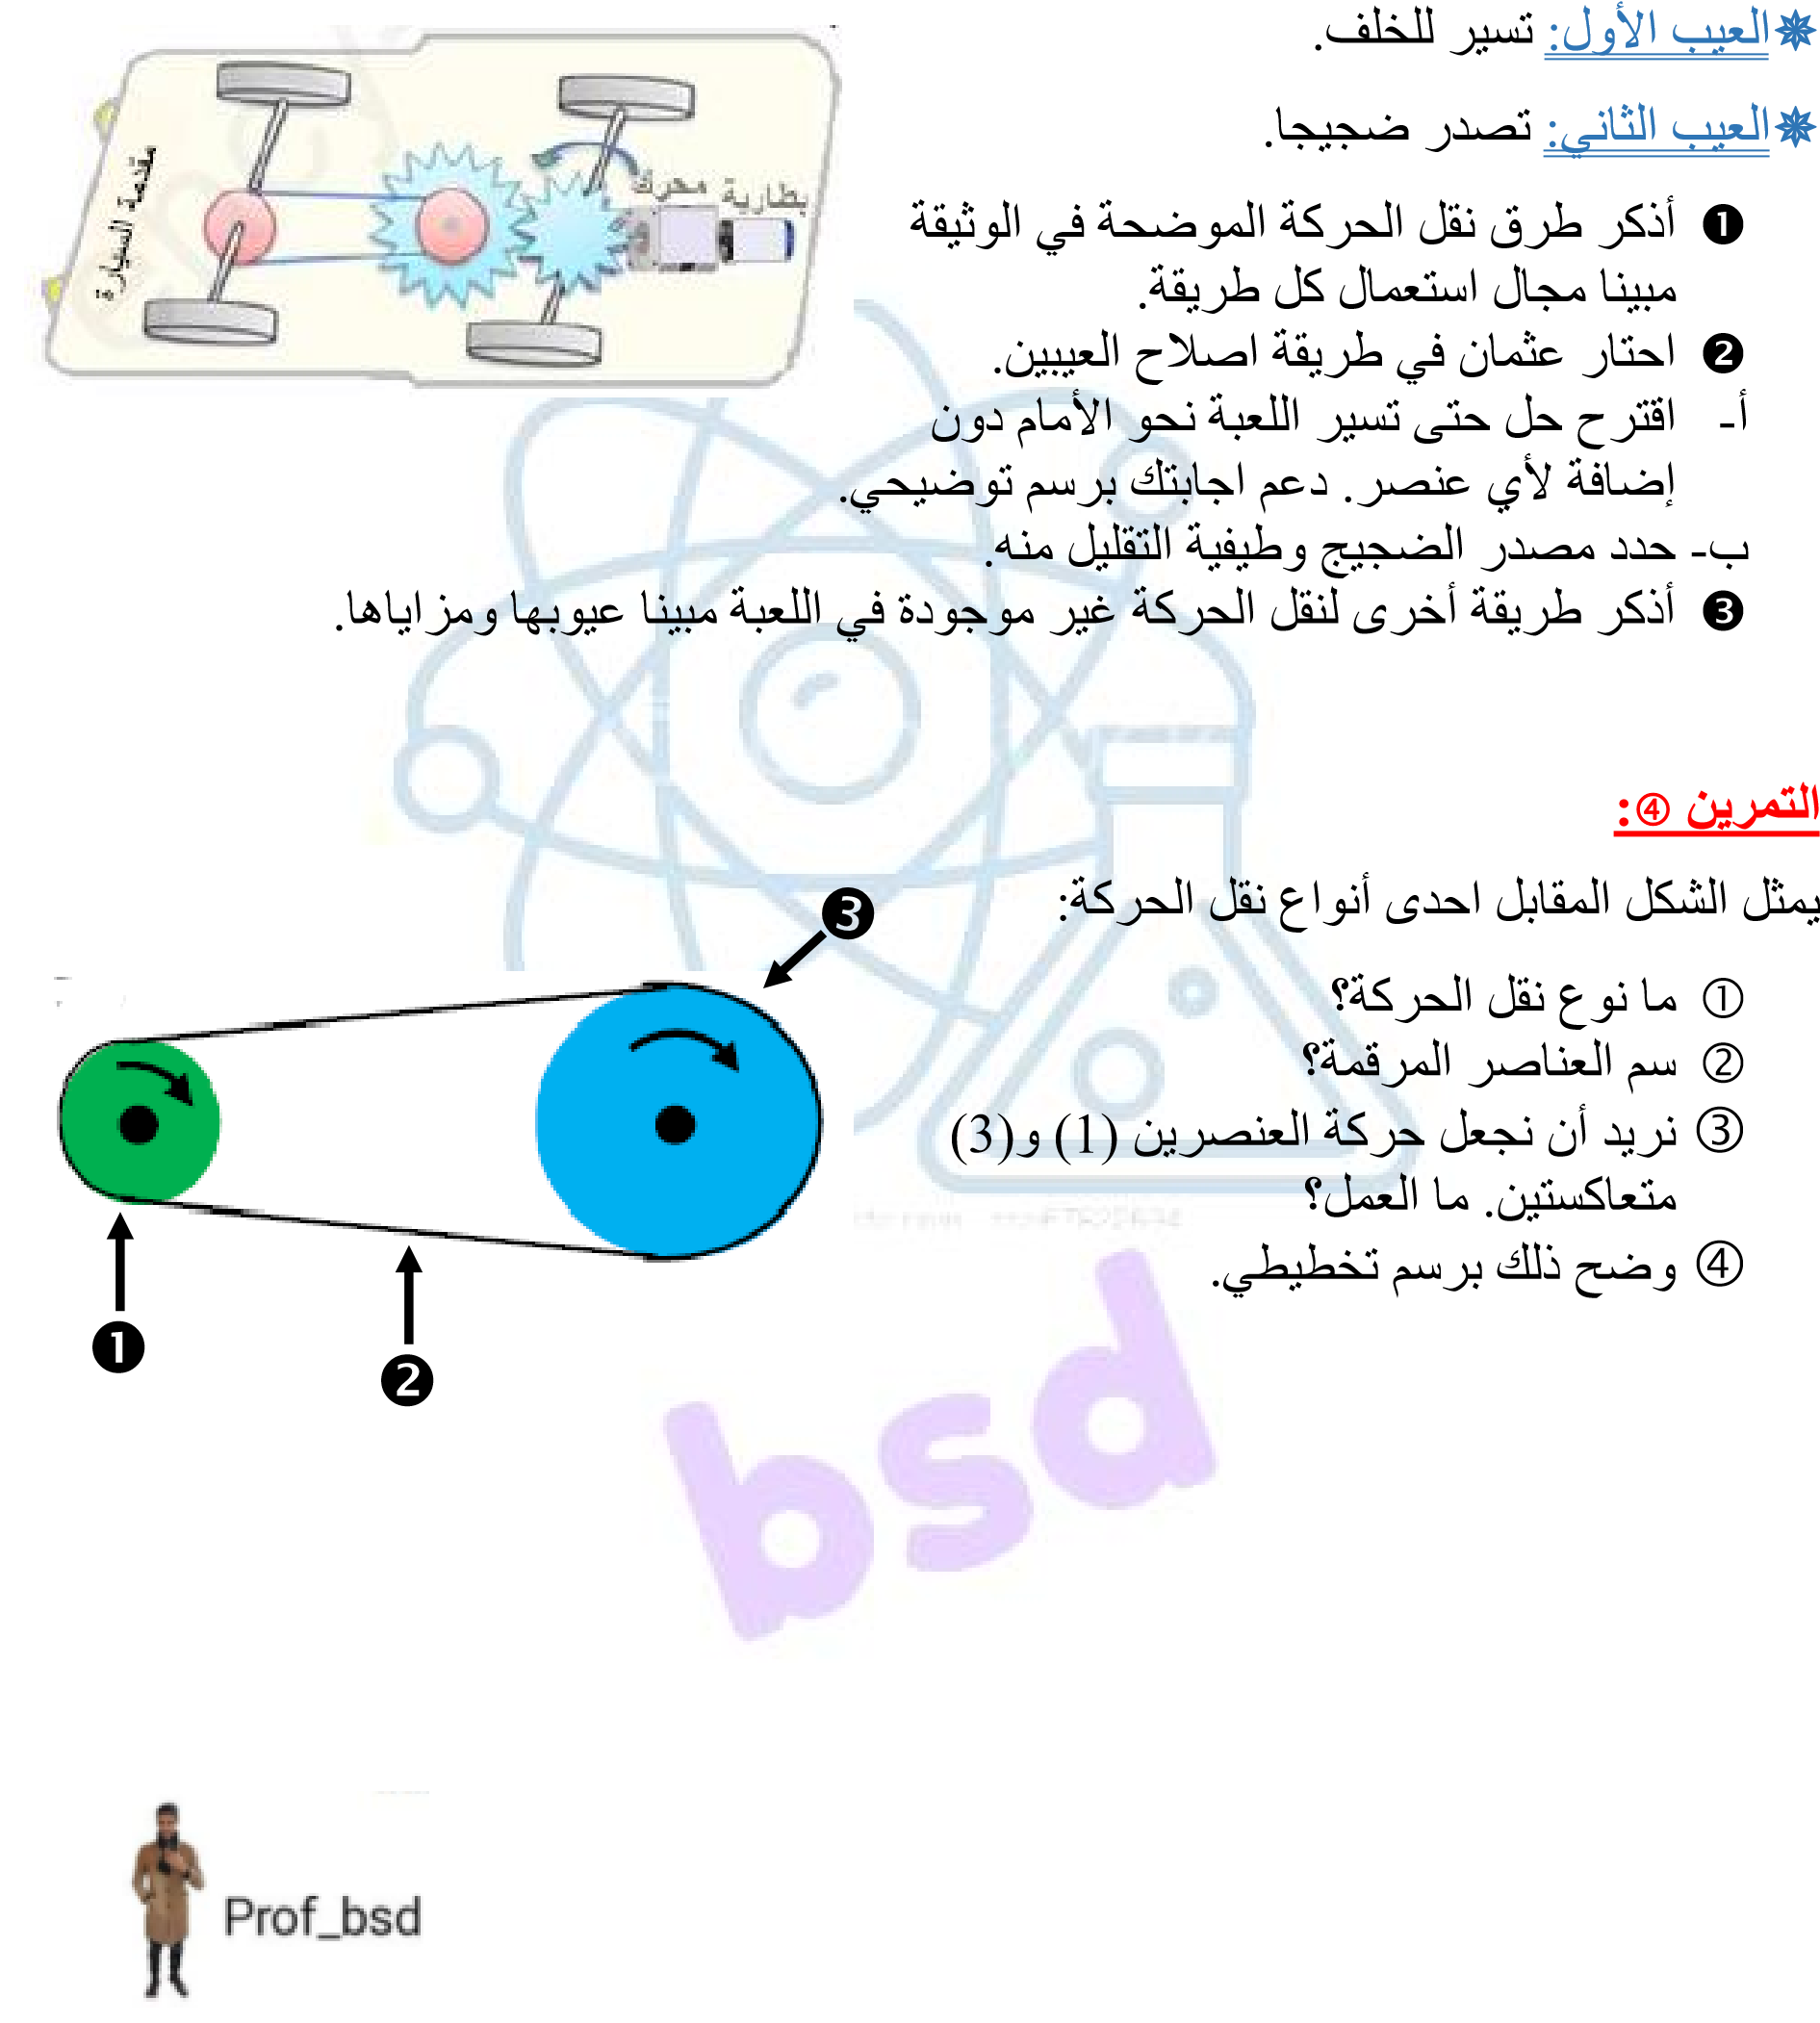 ❋العيب الأول: تسير للخلف.
❋العيب الثاني: تصدر ضجيجا.
❶ أذكر طرق نقل الحركة الموضحة في الوثيقة
مبينا مجال استعمال كل طريقة.
❷ احتار عثمان في طريقة اصلاح العيبين.
أ- اقترح حل حتى تسير اللعبة نحو الأمام دون
إضافة لأي عنصر. دعم اجابتك برسم توضيحي.
ب- حدد مصدر الضجيج وطيفية التقليل منه.
❸ أذكر طريقة أخرى لنقل الحركة غير موجودة في اللعبة مبينا عيوبها ومزاياها.
مقدمة السيارة
محرك
بطارية
التمرين ④:
يمثل الشكل المقابل احدى أنواع نقل الحركة:
① ما نوع نقل الحركة؟
② سم العناصر المرقمة؟
③ نريد أن نجعل حركة العنصرين (1) و(3)
متعاكستين. ما العمل؟
④ وضح ذلك برسم تخطيطي.
❸
❶
❷
bsd
Prof_bsd